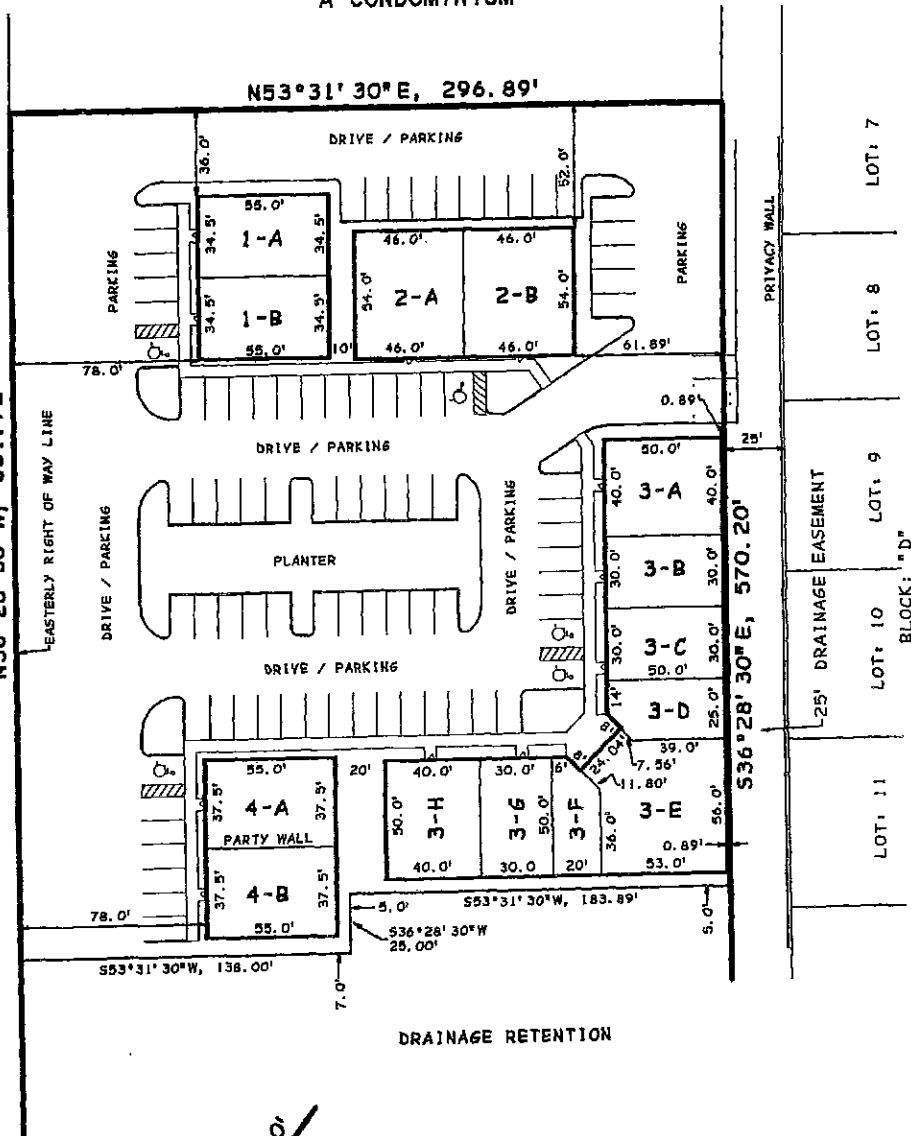 A CONDOMINIUM
N53°31'30"E, 296.89'
DRIVE / PARKING
36.0'
52.0'
PARKING
55.0'
34.5'
1-A
34.5'
34.5'
1-B
34.5'
55.0'
10'
46.0'
46.0'
54.0'
2-A
2-B
54.0'
46.0'
46.0'
PARKING
61.89'
78.0'
PRIVACY WALL
LOT: 7
LOT: 8
LOT: 9
LOT: 10
LOT: 11
BLOCK: "D"
0.89'
25'
EASTERLY RIGHT OF WAY LINE
DRIVE / PARKING
DRIVE / PARKING
PLANTER
DRIVE / PARKING
DRIVE / PARKING
50.0'
40.0'
3-A
40.0'
30.0'
3-B
30.0'
30.0'
3-C
30.0'
50.0'
14'
3-D
25.0'
S36°28'30"E, 570.20'
25' DRAINAGE EASEMENT
8'
24.04'
39.0'
7.56'
11.80'
8'
6'
36.0'
3-E
56.0'
0.89'
53.0'
55.0'
20'
40.0'
30.0'
37.5'
4-A
37.5'
PARTY WALL
37.5'
4-B
37.5'
55.0'
50.0'
3-H
3-G
50.0'
3-F
40.0'
30.0
20'
78.0'
5.0'
S53°31'30"W, 183.89'
5.0'
S36°28'30"W
25.00'
S53°31'30"W, 138.00'
7.0'
DRAINAGE RETENTION